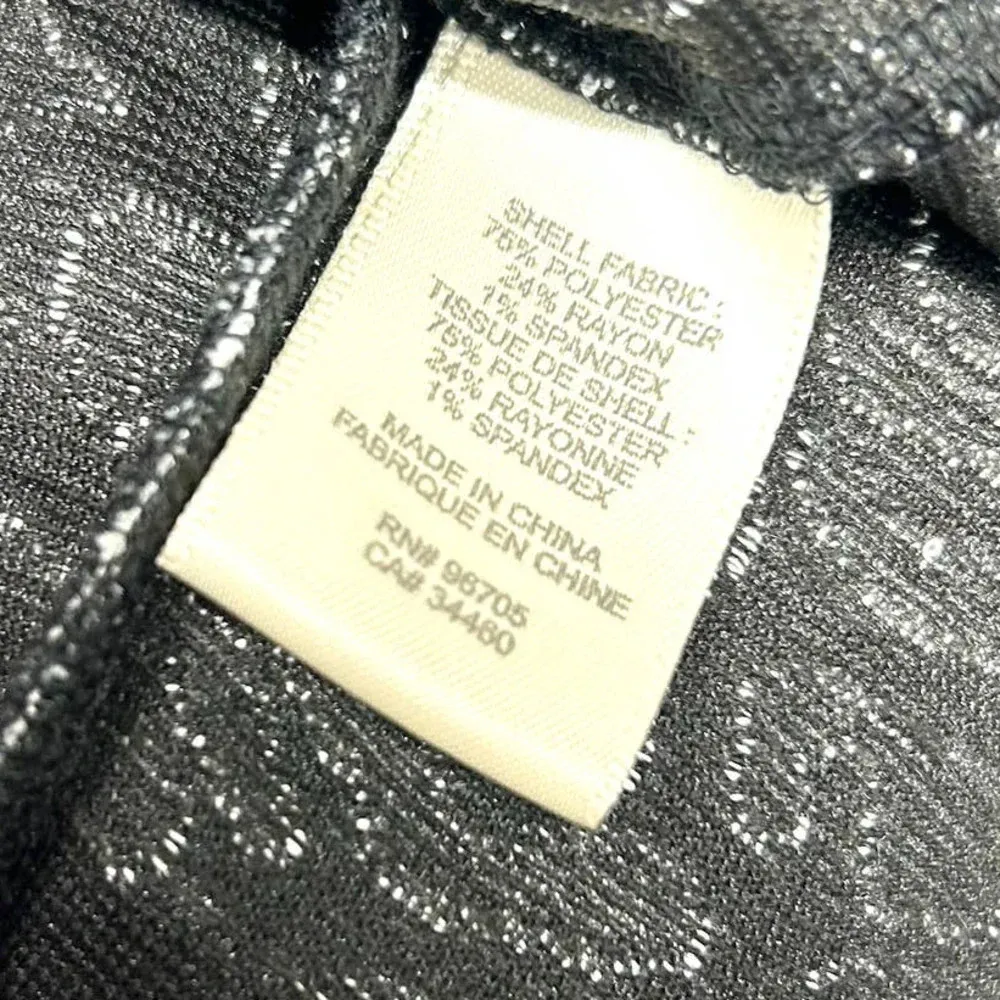 SHELL FABRIC :
75% POLYESTER
24% RAYON
1% SPANDEX
TISSUE DE SHELL :
75% POLYESTER
24% RAYONNE
1% SPANDEX
MADE IN CHINA
FABRIQUE EN CHINE
RN# 96705
CA# 34460